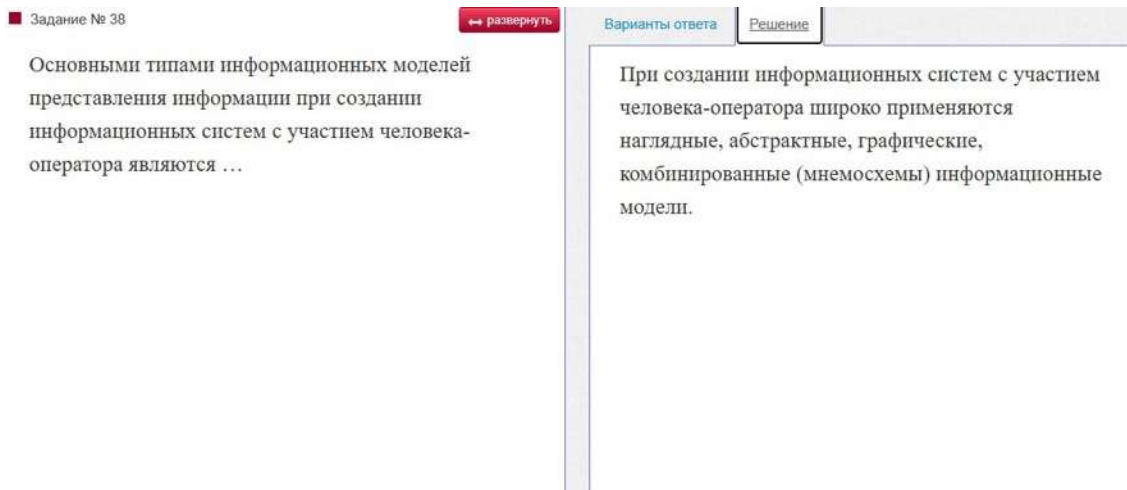 Задание № 38
развернуть
Основными типами информационных моделей
представления информации при создании
информационных систем с участием человека-
оператора являются ...
Варианты ответа
Решение
При создании информационных систем с участием
человека-оператора широко применяются
наглядные, абстрактные, графические,
комбинированные (мнемосхемы) информационные
модели.